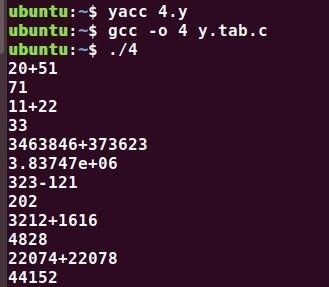 ubuntu:~$ yacc 4.y
ubuntu:~$ gcc -o 4 y.tab.c
ubuntu:~$ ./4
20+51
71
11+22
33
3463846+373623
3.83747e+06
323-121
202
3212+1616
4828
22074+22078
44152